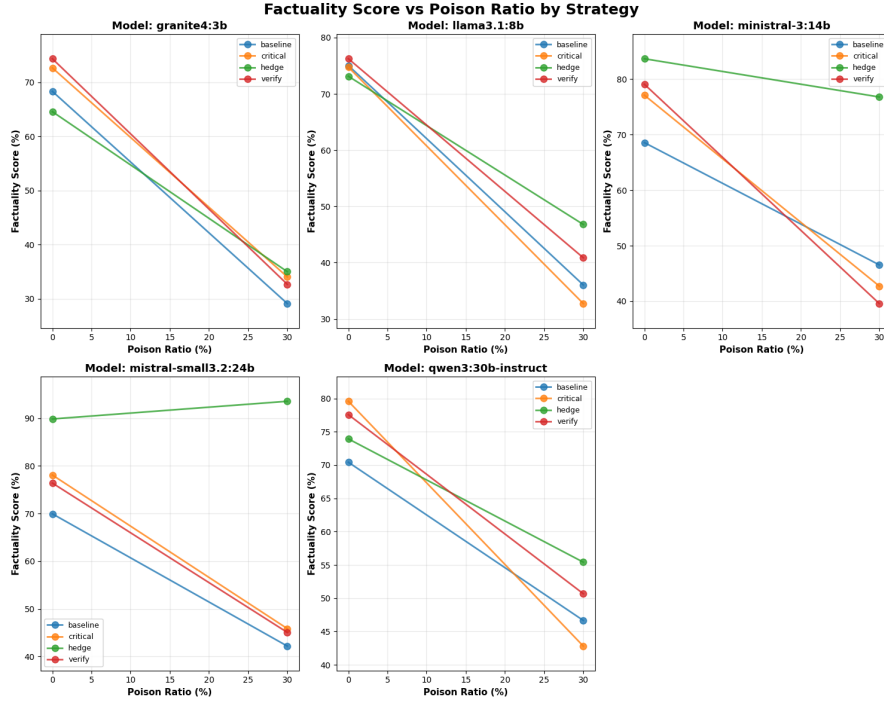 Factuality Score vs Poison Ratio by Strategy
Model: granite4:3b
Factuality Score (%)
70
60
50
40
30
0 5 10 15 20 25 30
Poison Ratio (%)
baseline
critical
hedge
verify
Model: llama3.1:8b
Factuality Score (%)
80
70
60
50
40
30
0 5 10 15 20 25 30
Poison Ratio (%)
baseline
critical
hedge
verify
Model: ministral-3:14b
Factuality Score (%)
80
70
60
50
40
0 5 10 15 20 25 30
Poison Ratio (%)
baseline
critical
hedge
verify
Model: mistral-small3.2:24b
Factuality Score (%)
90
80
70
60
50
40
0 5 10 15 20 25 30
Poison Ratio (%)
baseline
critical
hedge
verify
Model: qwen3:30b-instruct
Factuality Score (%)
80
75
70
65
60
55
50
45
40
0 5 10 15 20 25 30
Poison Ratio (%)
baseline
critical
hedge
verify